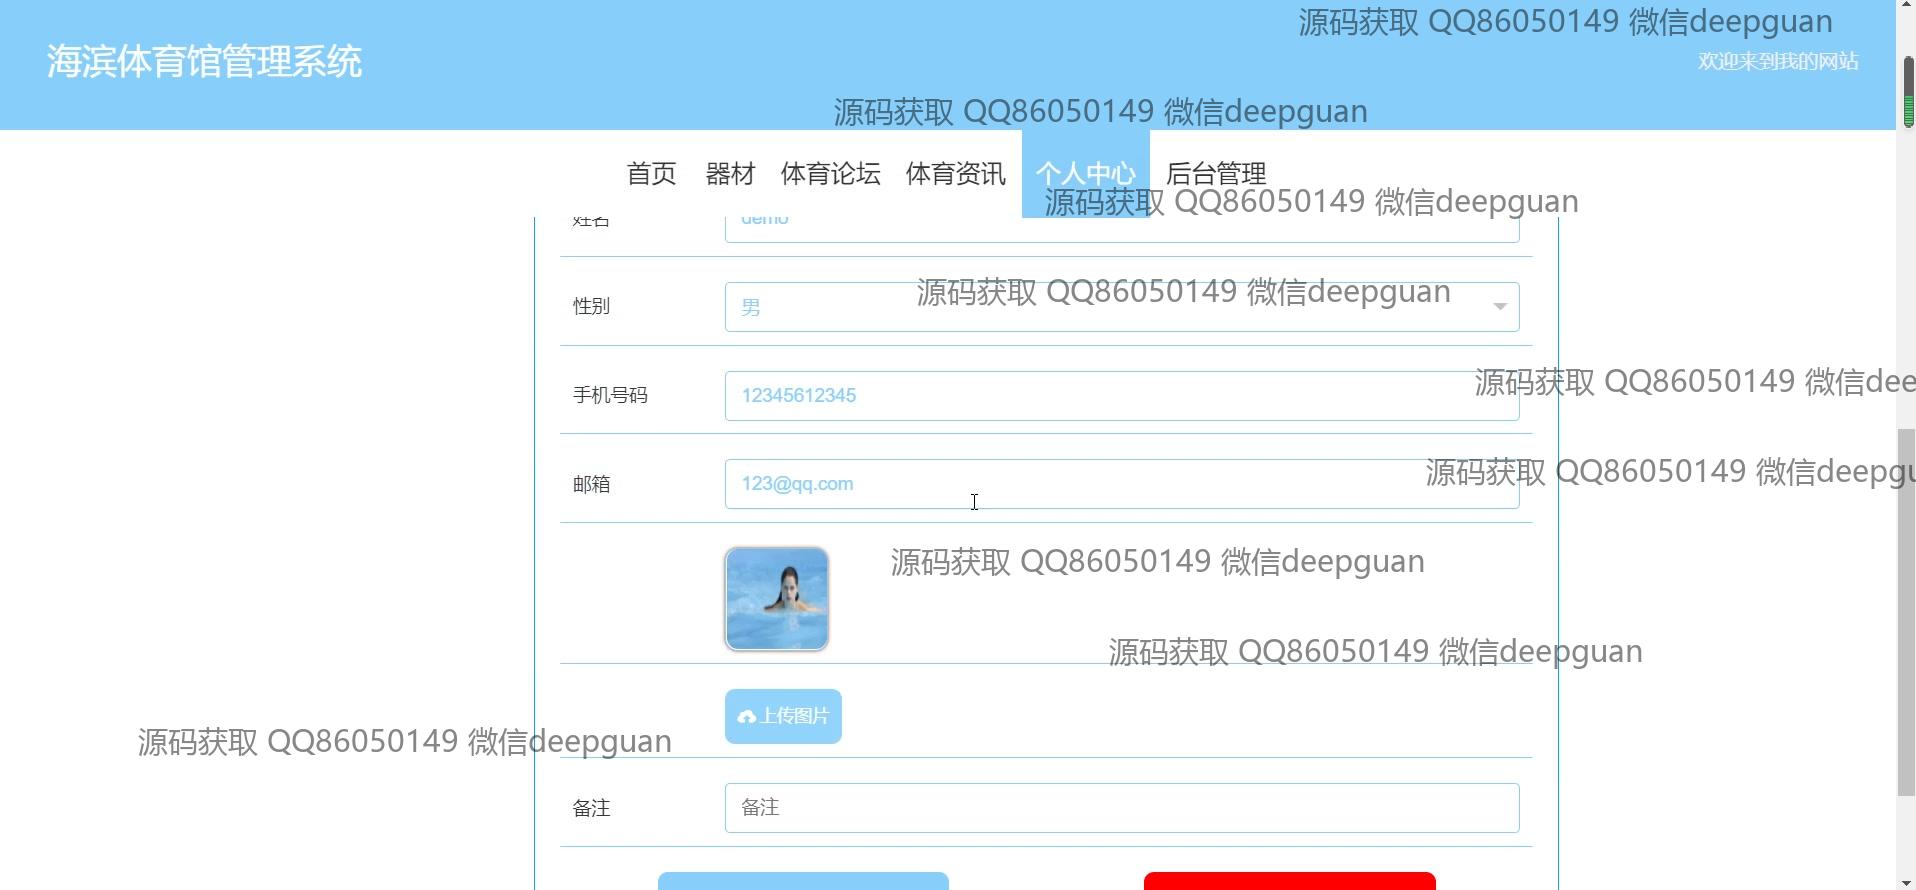 源码获取 QQ86050149 微信deepguan
海滨体育馆管理系统
欢迎来到我的网站
源码获取 QQ86050149 微信deepguan
首页 器材 体育论坛 体育资讯 个人中心 后台管理
源码获取 QQ86050149 微信deepguan
姓名 demo
源码获取 QQ86050149 微信deepguan
性别 男
源码获取 QQ86050149 微信dee
手机号码 12345612345
源码获取 QQ86050149 微信deepgu
邮箱 123@qq.com
源码获取 QQ86050149 微信deepguan
源码获取 QQ86050149 微信deepguan
上传图片
源码获取 QQ86050149 微信deepguan
备注 备注